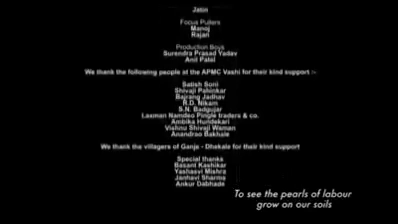 Jatin
Focus Pullers
Manoj
Rajan
Production Boys
Surendra Prasad Yadav
Anil Patel
We thank the following people at the APMC Vashi for their kind support :-
Satish Soni
Shivaji Pahinkar
Bajrang Jadhav
R.D. Nikam
S.N. Badgujar
Laxman Namdeo Pingle traders & co.
Ambika Hundekari
Vishnu Shivaji Waman
Anandrao Bakhale
We thank the villagers of Ganje - Dhekale for their kind support
Special thanks
Basant Kashikar
Yashasvi Mishra
Janhavi Sharma
Ankur Dabhade
To see the pearls of labour
grow on our soils